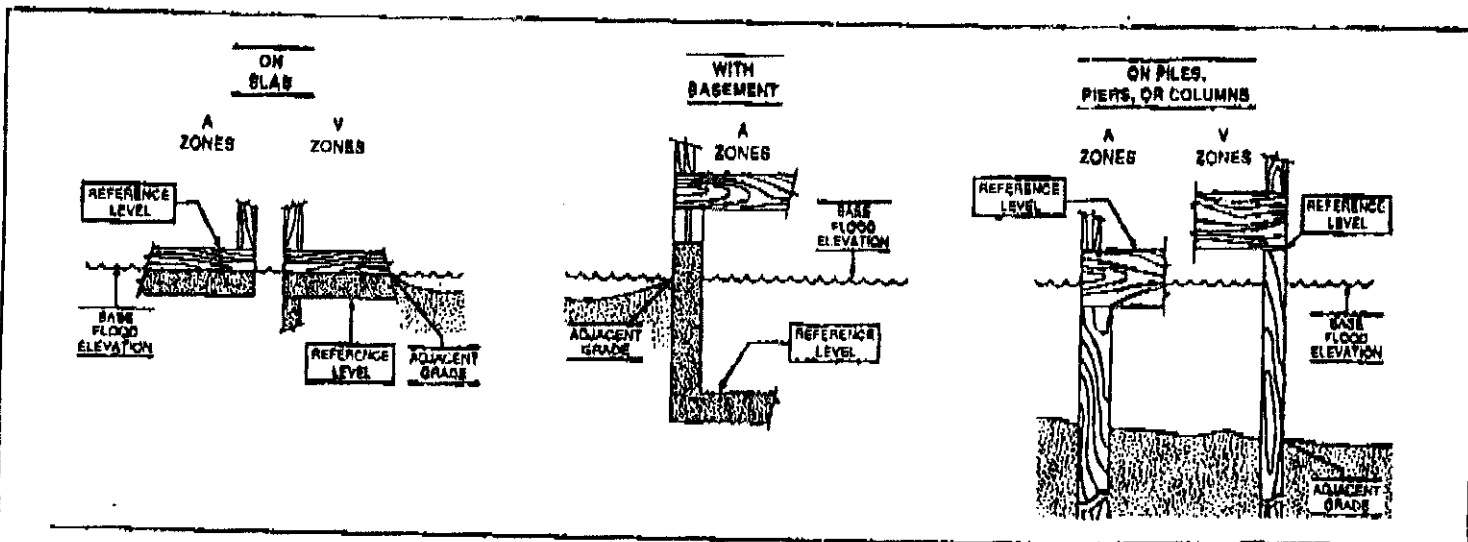 ON
SLAB
A
ZONES
V
ZONES
REFERENCE
LEVEL
BASE
FLOOD
ELEVATION
REFERENCE
LEVEL
ADJACENT
GRADE
WITH
BASEMENT
A
ZONES
BASE
FLOOD
ELEVATION
ADJACENT
GRADE
REFERENCE
LEVEL
ON PILES,
PIERS, OR COLUMNS
A
ZONES
V
ZONES
REFERENCE
LEVEL
REFERENCE
LEVEL
BASE
FLOOD
ELEVATION
ADJACENT
GRADE